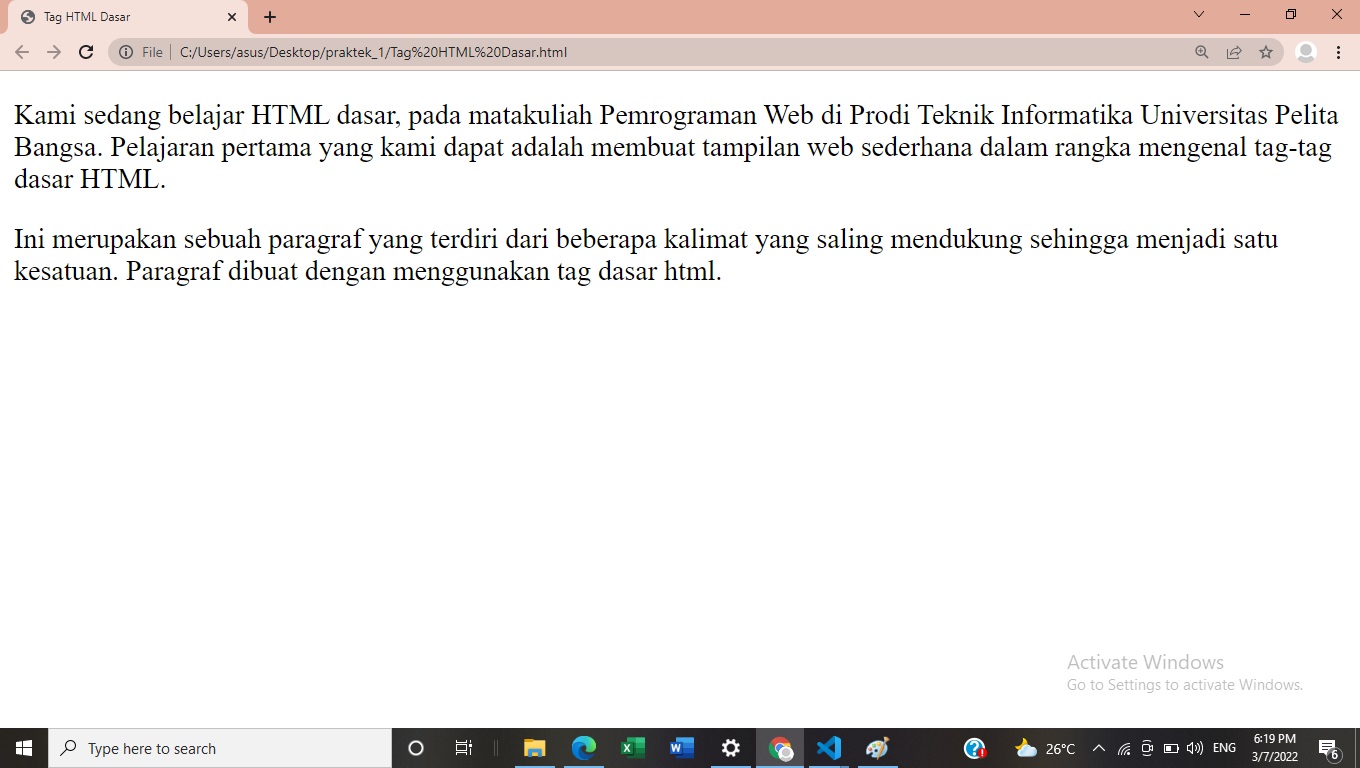 Tag HTML Dasar
File
C:/Users/asus/Desktop/praktek_1/Tag%20HTML%20Dasar.html
Kami sedang belajar HTML dasar, pada matakuliah Pemrograman Web di Prodi Teknik Informatika Universitas Pelita
Bangsa. Pelajaran pertama yang kami dapat adalah membuat tampilan web sederhana dalam rangka mengenal tag-tag
dasar HTML.
Ini merupakan sebuah paragraf yang terdiri dari beberapa kalimat yang saling mendukung sehingga menjadi satu
kesatuan. Paragraf dibuat dengan menggunakan tag dasar html.
Activate Windows
Go to Settings to activate Windows.
Type here to search
26°C
ENG
6:19 PM
3/7/2022
6